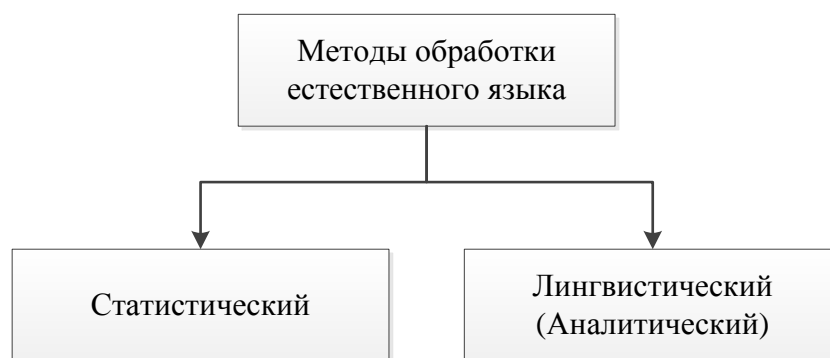 Методы обработки
естественного языка
Статистический
Лингвистический
(Аналитический)